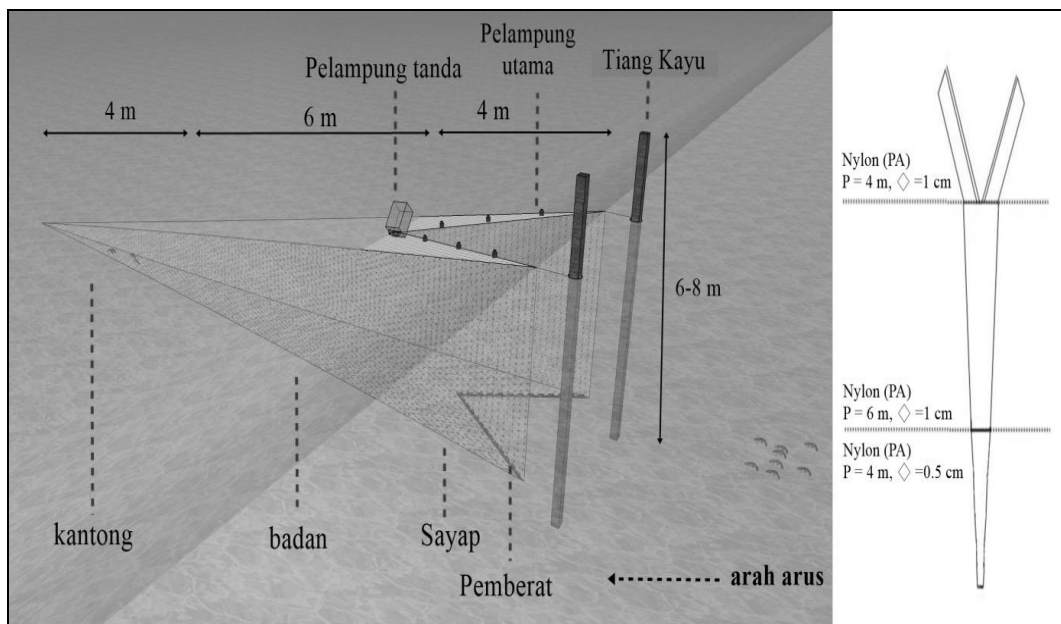 Pelampung tanda
Pelampung
utama
Tiang Kayu
4 m
6 m
4 m
6-8 m
kantong
badan
Sayap
Pemberat
arah arus
Nylon (PA)
P = 4 m, ◇ =1 cm
Nylon (PA)
P = 6 m, ◇ =1 cm
Nylon (PA)
P = 4 m, ◇ =0.5 cm